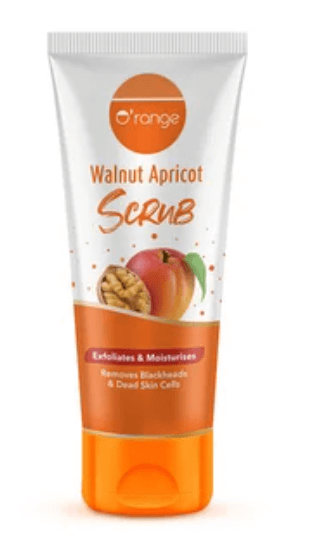 O'range
Walnut Apricot
SCRUB
Exfoliates & Moisturises
Removes Blackheads
& Dead Skin Cells